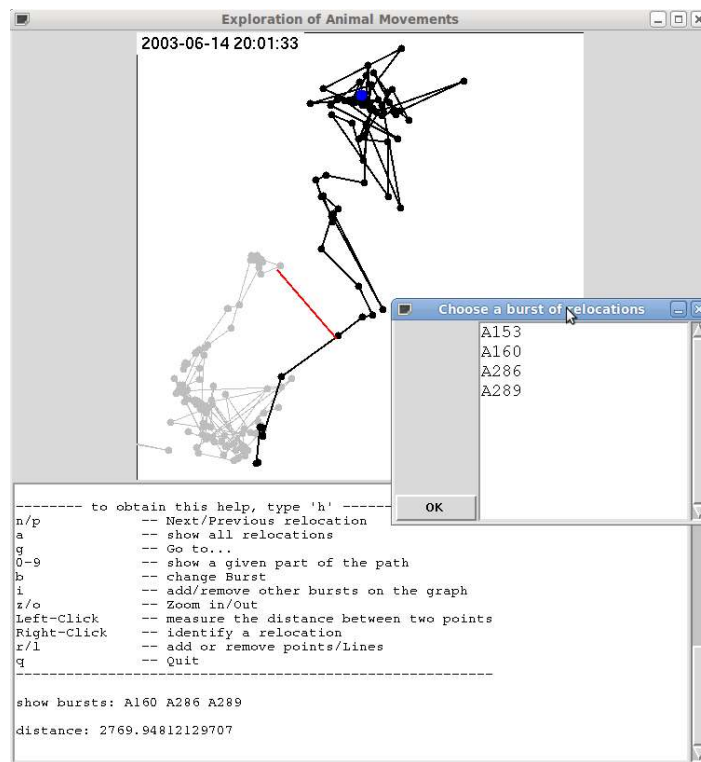 Exploration of Animal Movements
2003-06-14 20:01:33
Choose a burst of relocations
A153
A160
A286
A289
OK
-------- to obtain this help, type 'h' ------
n/p -- Next/Previous relocation
a -- show all relocations
g -- Go to...
0-9 -- show a given part of the path
b -- change Burst
i -- add/remove other bursts on the graph
z/o -- Zoom in/Out
Left-Click -- measure the distance between two points
Right-Click -- identify a relocation
r/l -- add or remove points/Lines
q -- Quit
----------------------------------------------------------
show bursts: A160 A286 A289
distance: 2769.94812129707